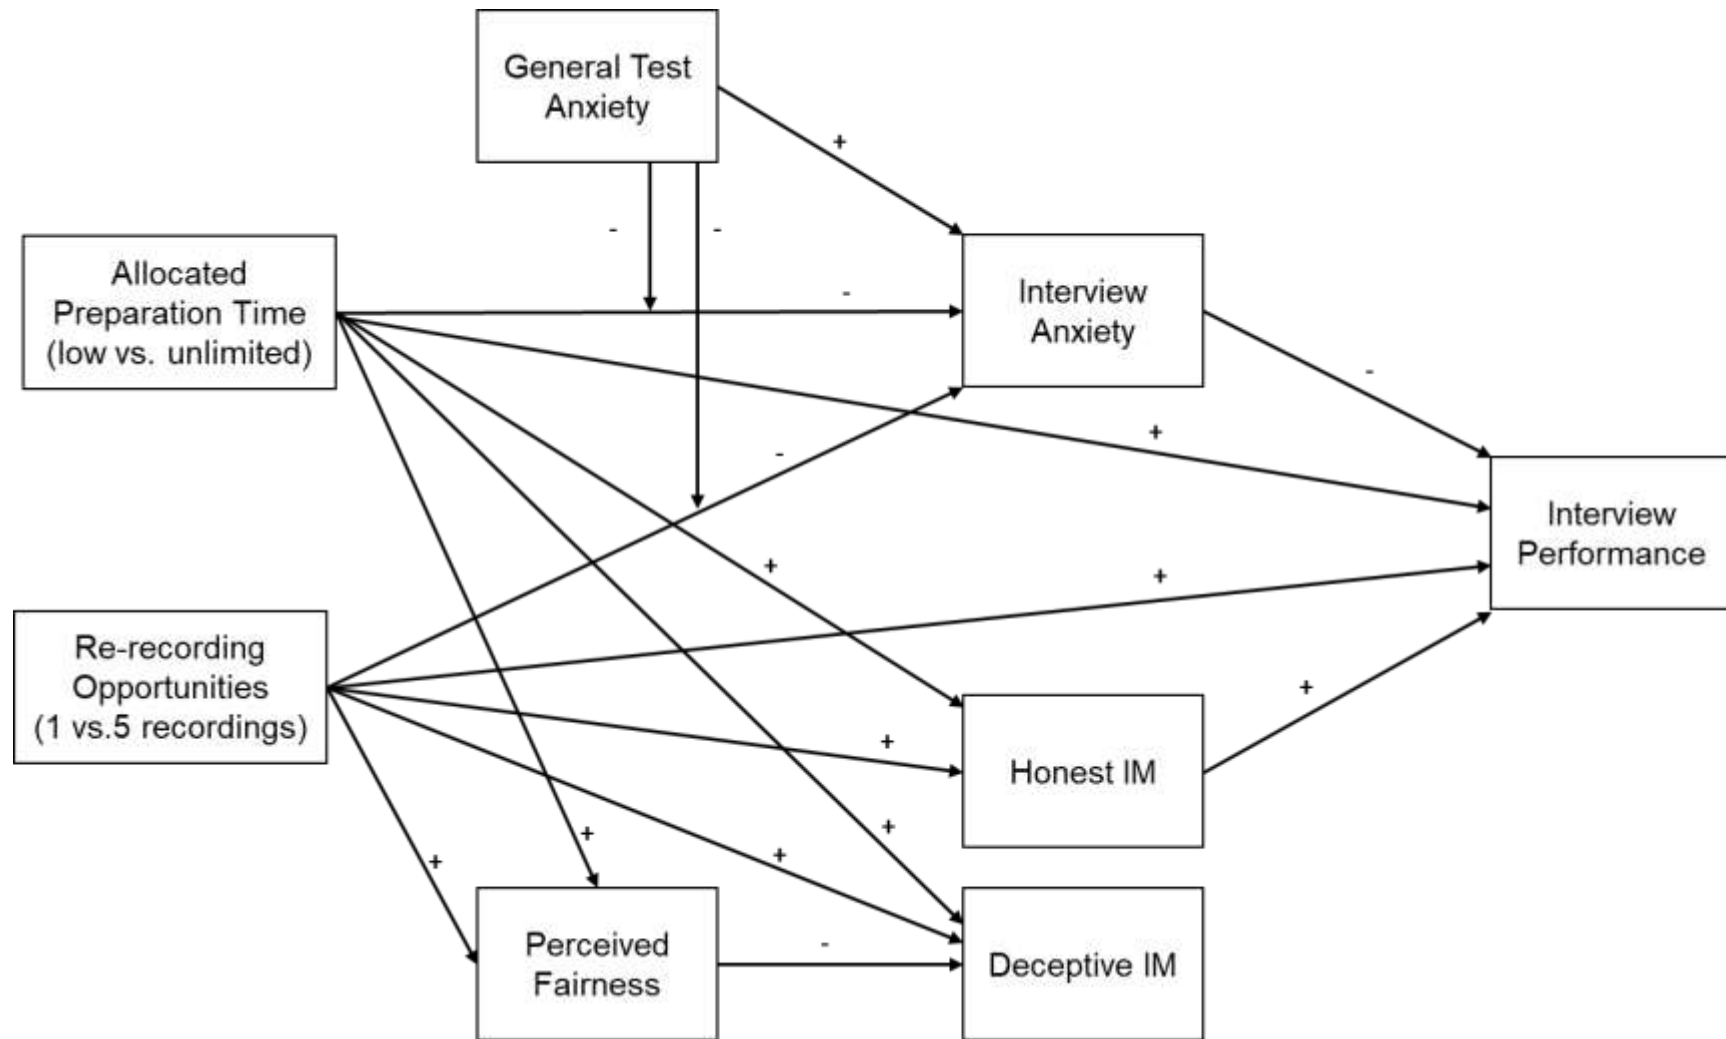 General Test
Anxiety
+
-
-
Allocated
Preparation Time
(low vs. unlimited)
-
Interview
Anxiety
-
+
-
Interview
Performance
+
+
Re-recording
Opportunities
(1 vs.5 recordings)
+
+
Honest IM
+
+
+
+
Perceived
Fairness
-
Deceptive IM